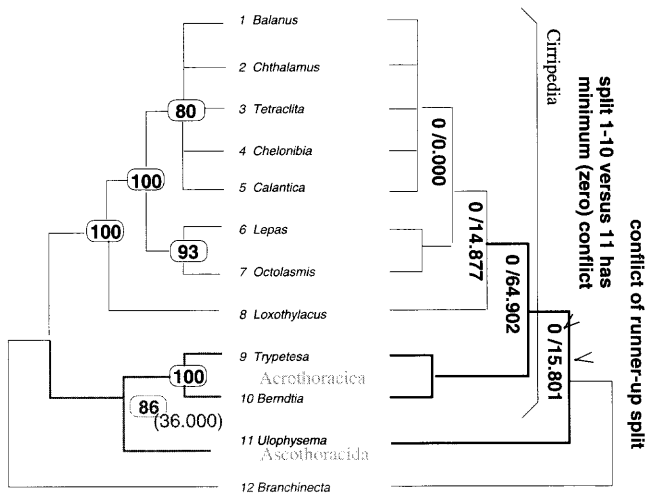 1 Balanus
2 Chthalamus
3 Tetraclita
4 Chelonibia
5 Calantica
6 Lepas
7 Octolasmis
8 Loxothylacus
9 Trypetesa
Acrothoracica
10 Berndtia
11 Ulophysema
Ascothoracida
12 Branchinecta
80
100
100
93
100
86
(36.000)
0 /0.000
0 /14.877
0 /64.902
0 /15.801
Cirripedia
split 1-10 versus 11 has
minimum (zero) conflict
conflict of runner-up split